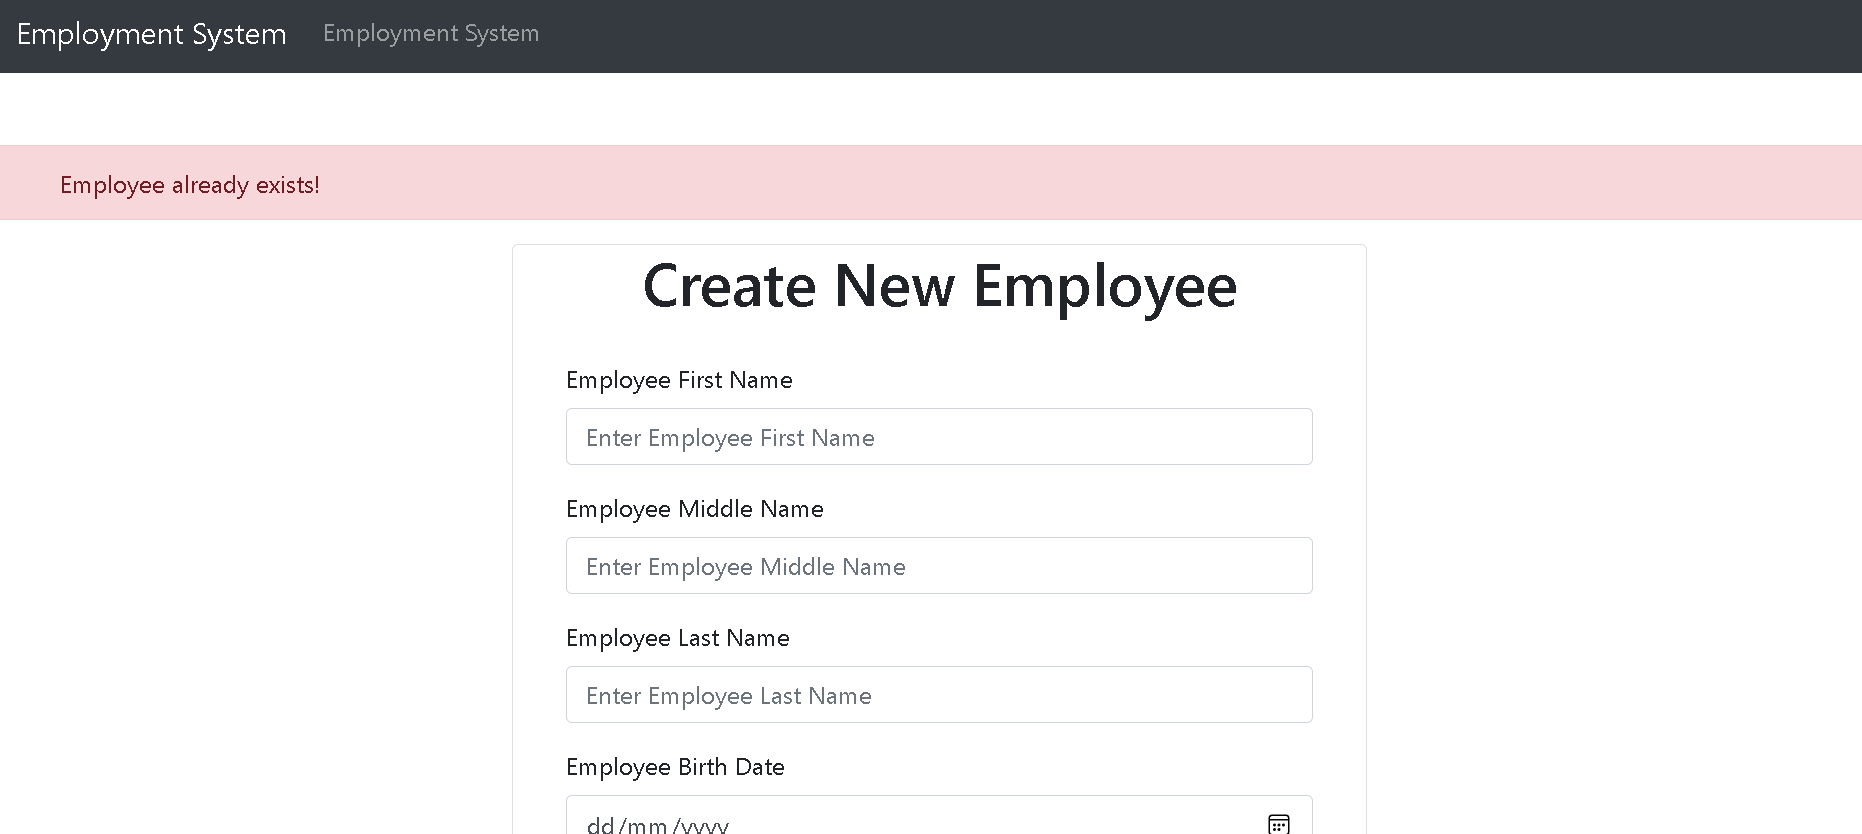 Employment System Employment System
Employee already exists!
Create New Employee
Employee First Name
Enter Employee First Name
Employee Middle Name
Enter Employee Middle Name
Employee Last Name
Enter Employee Last Name
Employee Birth Date
dd/mm/yyyy